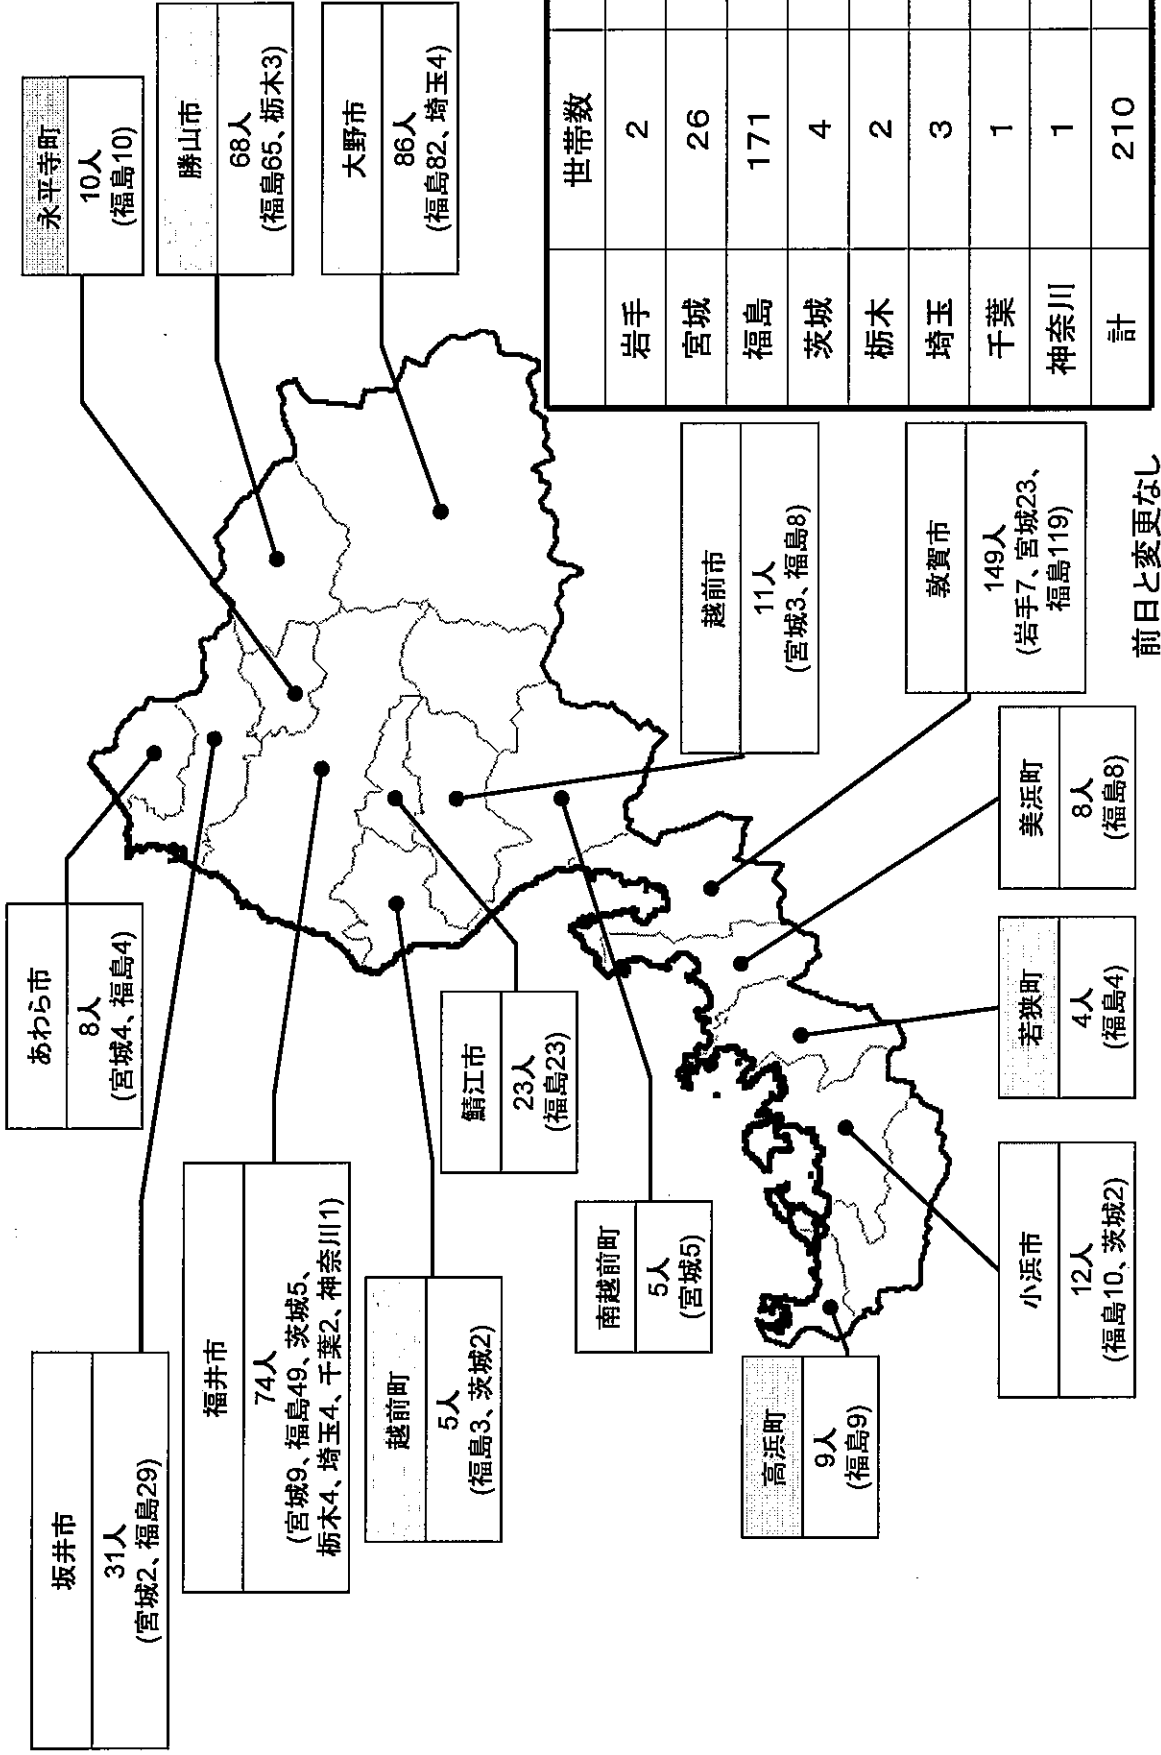 坂井市
31人
(宮城2、福島29)
あわら市
8人
(宮城4、福島4)
永平寺町
10人
(福島10)
勝山市
68人
(福島65、栃木3)
大野市
86人
(福島82、埼玉4)
福井市
74人
(宮城9、福島49、茨城5、
栃木4、埼玉4、千葉2、神奈川1)
越前町
5人
(福島3、茨城2)
鯖江市
23人
(福島23)
南越前町
5人
(宮城5)
越前市
11人
(宮城3、福島8)
高浜町
9人
(福島9)
小浜市
12人
(福島10、茨城2)
若狭町
4人
(福島4)
美浜町
8人
(福島8)
敦賀市
149人
(岩手7、宮城23、
福島119)
世帯数
岩手 2
宮城 26
福島 171
茨城 4
栃木 2
埼玉 3
千葉 1
神奈川 1
計 210
前日と変更なし